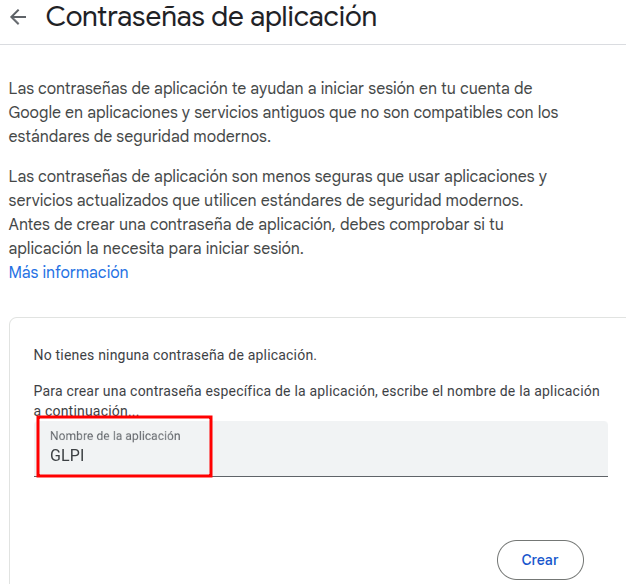 Contraseñas de aplicación
Las contraseñas de aplicación te ayudan a iniciar sesión en tu cuenta de
Google en aplicaciones y servicios antiguos que no son compatibles con los
estándares de seguridad modernos.
Las contraseñas de aplicación son menos seguras que usar aplicaciones y
servicios actualizados que utilicen estándares de seguridad modernos.
Antes de crear una contraseña de aplicación, debes comprobar si tu
aplicación la necesita para iniciar sesión.
Más información
No tienes ninguna contraseña de aplicación.
Para crear una contraseña específica de la aplicación, escribe el nombre de la aplicación
a continuación...
Nombre de la aplicación
GLPI
Crear